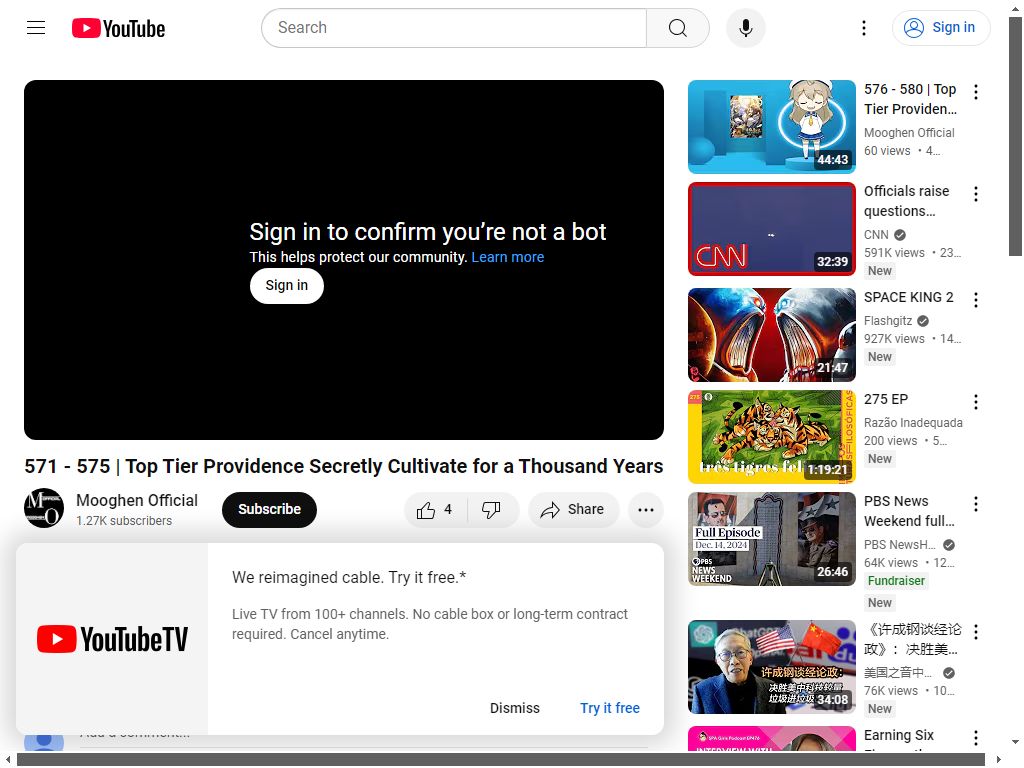 YouTube
Search
Sign in
Sign in to confirm you’re not a bot
This helps protect our community. Learn more
Sign in
571 - 575 | Top Tier Providence Secretly Cultivate for a Thousand Years
Mooghen Official
1.27K subscribers
Subscribe
4
Share
We reimagined cable. Try it free.*
Live TV from 100+ channels. No cable box or long-term contract
required. Cancel anytime.
YouTubeTV
Dismiss
Try it free
Add a comment...
44:43
576 - 580 | Top
Tier Providen...
Mooghen Official
60 views • 4...
CNN
32:39
Officials raise
questions...
CNN
591K views • 23...
New
21:47
SPACE KING 2
Flashgitz
927K views • 14...
New
275
três tigres
1:19:21
275 EP
Razão Inadequada
200 views • 5...
New
Full Episode
Dec. 14, 2024
PBS
NEWS
WEEKEND
26:46
PBS News
Weekend full...
PBS NewsH...
64K views • 12...
Fundraiser
New
许成钢谈经论政:
决胜美中科技较量
34:08
《许成钢谈经论
政》：决胜美...
美国之音中...
76K views • 10...
New
SPA Girls Podcast EP476
INTERVIEW WITH
Earning Six